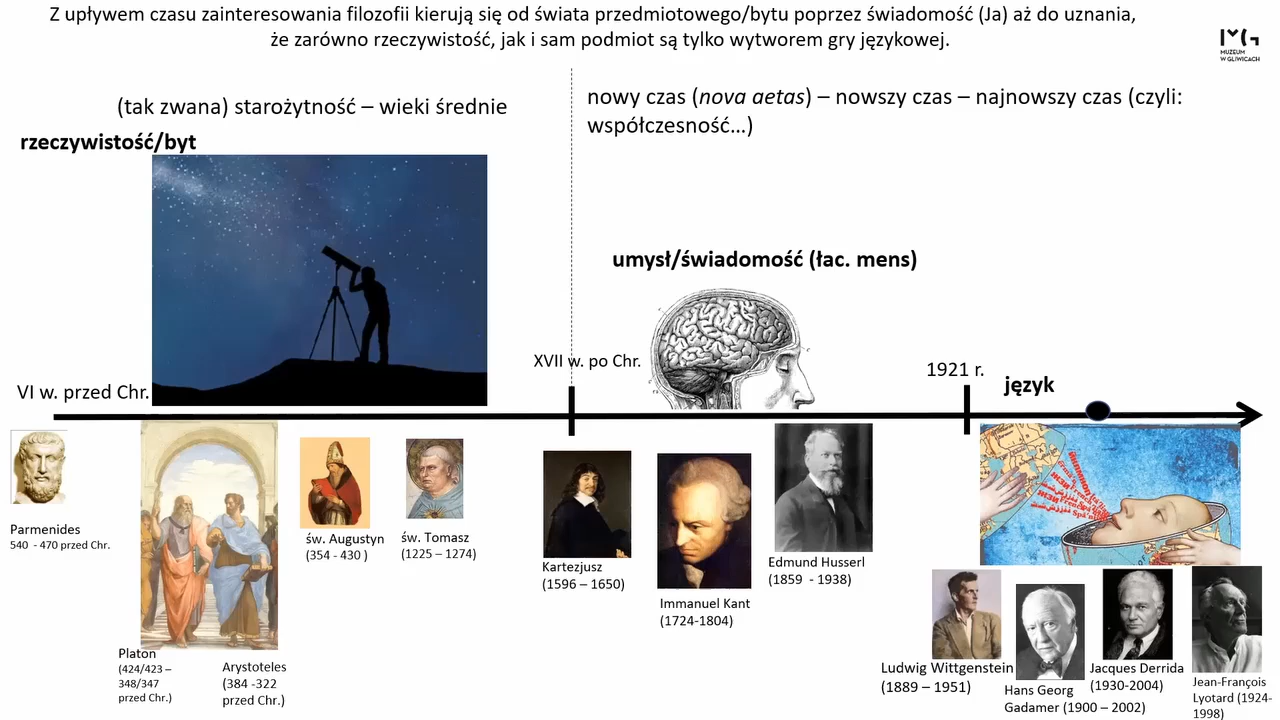 Z upływem czasu zainteresowania filozofii kierują się od świata przedmiotowego/bytu poprzez świadomość (Ja) aż do uznania,
że zarówno rzeczywistość, jak i sam podmiot są tylko wytworem gry językowej.
MUZEUM
W GLIWICACH
(tak zwana) starożytność – wieki średnie
nowy czas (nova aetas) – nowszy czas – najnowszy czas (czyli:
współczesność…)
rzeczywistość/byt
umysł/świadomość (łac. mens)
VI w. przed Chr.
XVII w. po Chr.
1921 r.
język
Parmenides
540 - 470 przed Chr.
Platon
(424/423 –
348/347
przed Chr.)
Arystoteles
(384 -322
przed Chr.)
św. Augustyn
(354 - 430 )
św. Tomasz
(1225 – 1274)
Kartezjusz
(1596 – 1650)
Immanuel Kant
(1724-1804)
Edmund Husserl
(1859 - 1938)
Ludwig Wittgenstein
(1889 – 1951)
Hans Georg
Gadamer (1900 – 2002)
Jacques Derrida
(1930-2004)
Jean-François
Lyotard (1924-
1998)